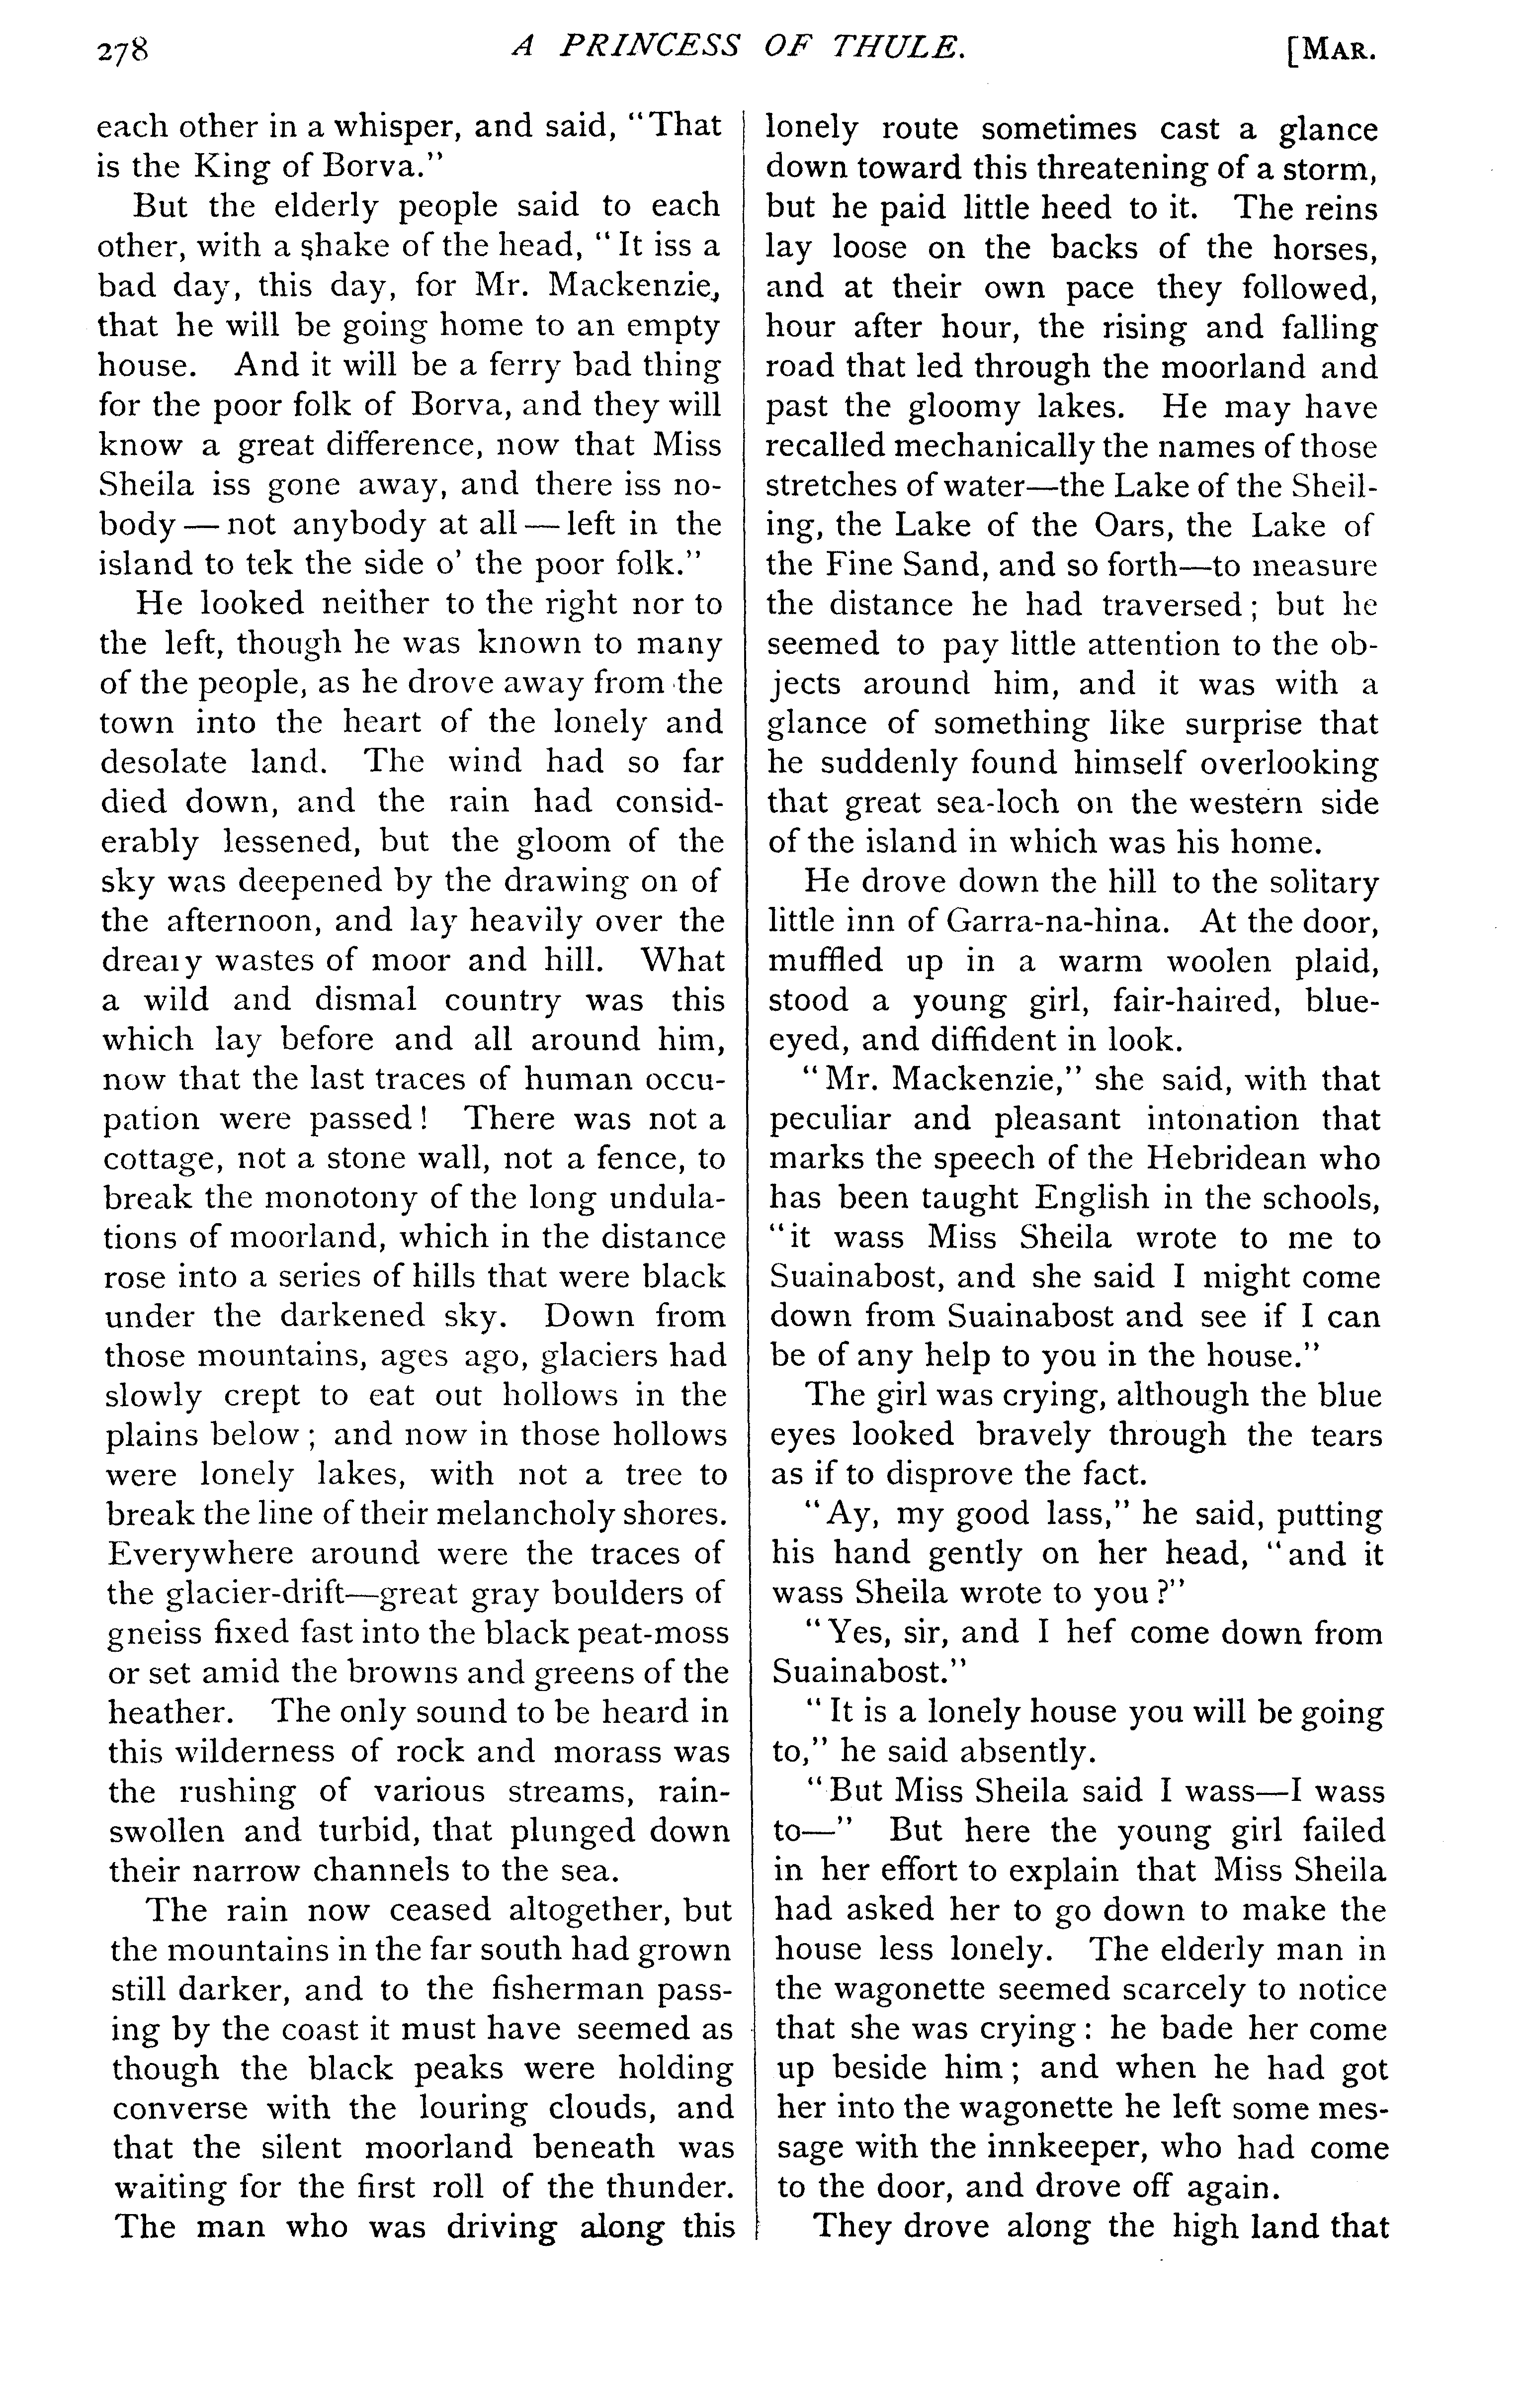 278
A PRINCESS OF THULE.
[MAR.
each other in a whisper, and said, "That
is the King of Borva."
But the elderly people said to each
other, with a shake of the head, "It iss a
bad day, this day, for Mr. Mackenzie,
that he will be going home to an empty
house. And it will be a ferry bad thing
for the poor folk of Borva, and they will
know a great difference, now that Miss
Sheila iss gone away, and there iss no-
body — not anybody at all — left in the
island to tek the side o' the poor folk."
He looked neither to the right nor to
the left, though he was known to many
of the people, as he drove away from the
town into the heart of the lonely and
desolate land. The wind had so far
died down, and the rain had consid-
erably lessened, but the gloom of the
sky was deepened by the drawing on of
the afternoon, and lay heavily over the
dreary wastes of moor and hill. What
a wild and dismal country was this
which lay before and all around him,
now that the last traces of human occu-
pation were passed! There was not a
cottage, not a stone wall, not a fence, to
break the monotony of the long undula-
tions of moorland, which in the distance
rose into a series of hills that were black
under the darkened sky. Down from
those mountains, ages ago, glaciers had
slowly crept to eat out hollows in the
plains below; and now in those hollows
were lonely lakes, with not a tree to
break the line of their melancholy shores.
Everywhere around were the traces of
the glacier-drift—great gray boulders of
gneiss fixed fast into the black peat-moss
or set amid the browns and greens of the
heather. The only sound to be heard in
this wilderness of rock and morass was
the rushing of various streams, rain-
swollen and turbid, that plunged down
their narrow channels to the sea.
The rain now ceased altogether, but
the mountains in the far south had grown
still darker, and to the fisherman pass-
ing by the coast it must have seemed as
though the black peaks were holding
converse with the louring clouds, and
that the silent moorland beneath was
waiting for the first roll of the thunder.
The man who was driving along this
lonely route sometimes cast a glance
down toward this threatening of a storm,
but he paid little heed to it. The reins
lay loose on the backs of the horses,
and at their own pace they followed,
hour after hour, the rising and falling
road that led through the moorland and
past the gloomy lakes. He may have
recalled mechanically the names of those
stretches of water—the Lake of the Sheil-
ing, the Lake of the Oars, the Lake of
the Fine Sand, and so forth—to measure
the distance he had traversed; but he
seemed to pay little attention to the ob-
jects around him, and it was with a
glance of something like surprise that
he suddenly found himself overlooking
that great sea-loch on the western side
of the island in which was his home.
He drove down the hill to the solitary
little inn of Garra-na-hina. At the door,
muffled up in a warm woolen plaid,
stood a young girl, fair-haired, blue-
eyed, and diffident in look.
"Mr. Mackenzie," she said, with that
peculiar and pleasant intonation that
marks the speech of the Hebridean who
has been taught English in the schools,
"it wass Miss Sheila wrote to me to
Suainabost, and she said I might come
down from Suainabost and see if I can
be of any help to you in the house."
The girl was crying, although the blue
eyes looked bravely through the tears
as if to disprove the fact.
"Ay, my good lass," he said, putting
his hand gently on her head, "and it
wass Sheila wrote to you?"
"Yes, sir, and I hef come down from
Suainabost."
"It is a lonely house you will be going
to," he said absently.
"But Miss Sheila said I wass—I wass
to—" But here the young girl failed
in her effort to explain that Miss Sheila
had asked her to go down to make the
house less lonely. The elderly man in
the wagonette seemed scarcely to notice
that she was crying: he bade her come
up beside him; and when he had got
her into the wagonette he left some mes-
sage with the innkeeper, who had come
to the door, and drove off again.
They drove along the high land that